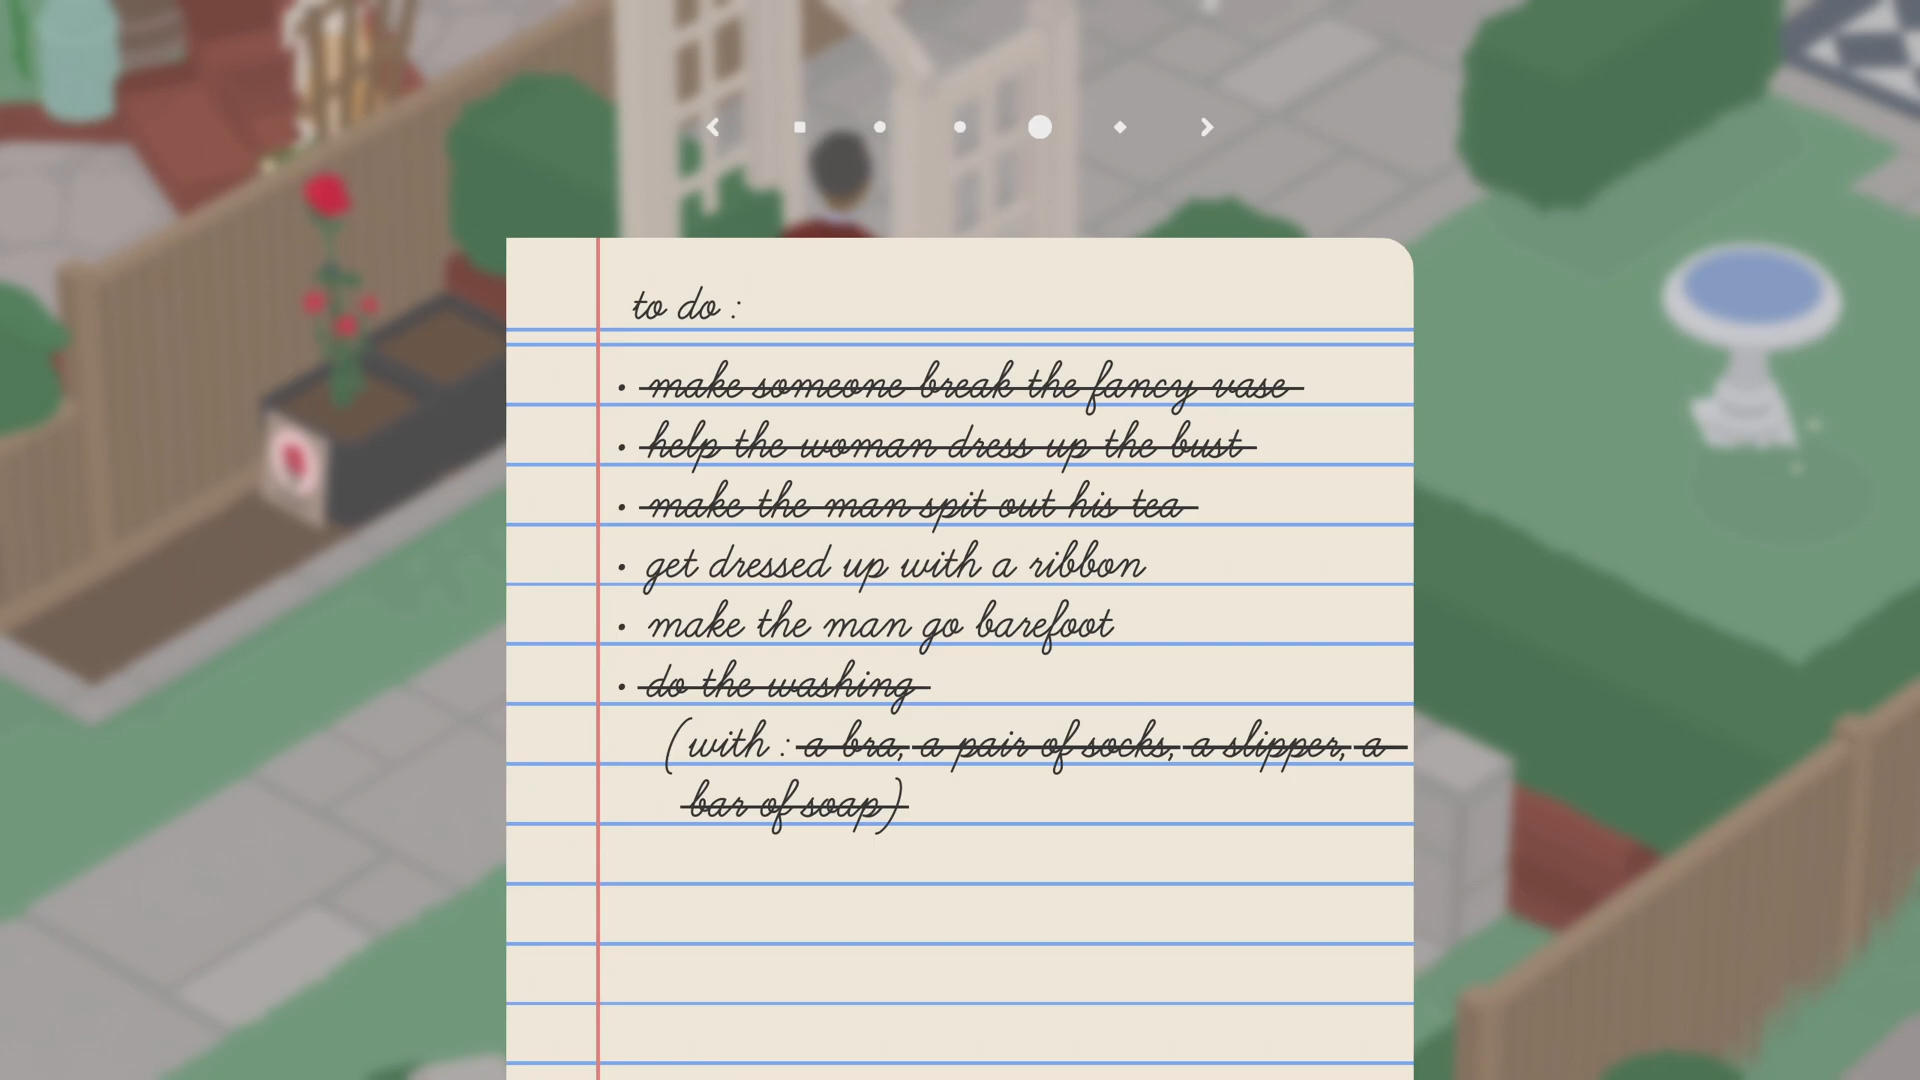 to do :
• make someone break the fancy vase
• help the woman dress up the bust
• make the man spit out his tea
• get dressed up with a ribbon
• make the man go barefoot
• do the washing
(with : a bra, a pair of socks, a slipper, a
bar of soap)